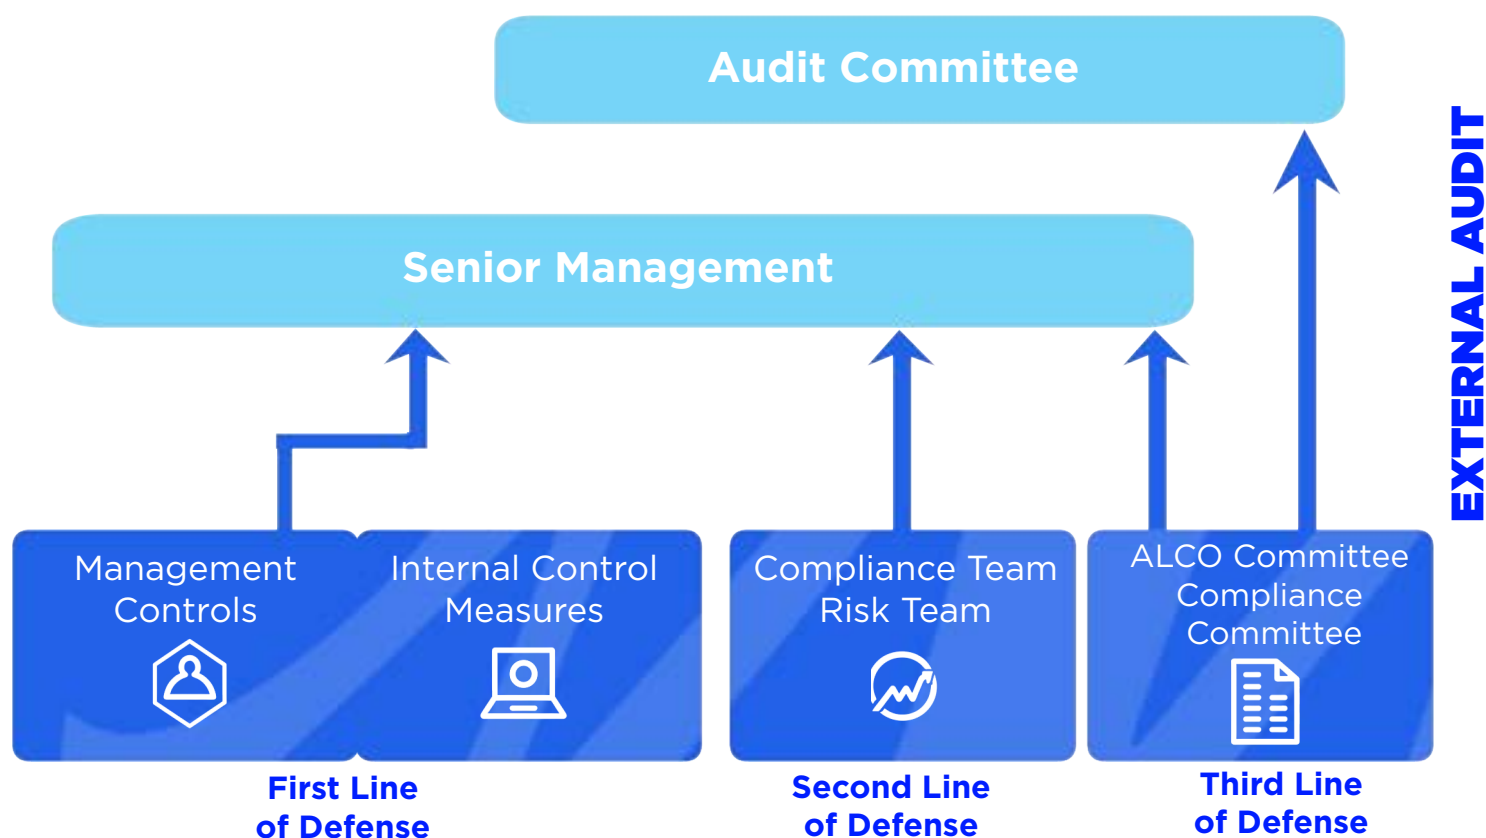 Audit Committee
EXTERNAL AUDIT
Senior Management
Management
Controls
Internal Control
Measures
Compliance Team
Risk Team
ALCO Committee
Compliance
Committee
First Line
of Defense
Second Line
of Defense
Third Line
of Defense